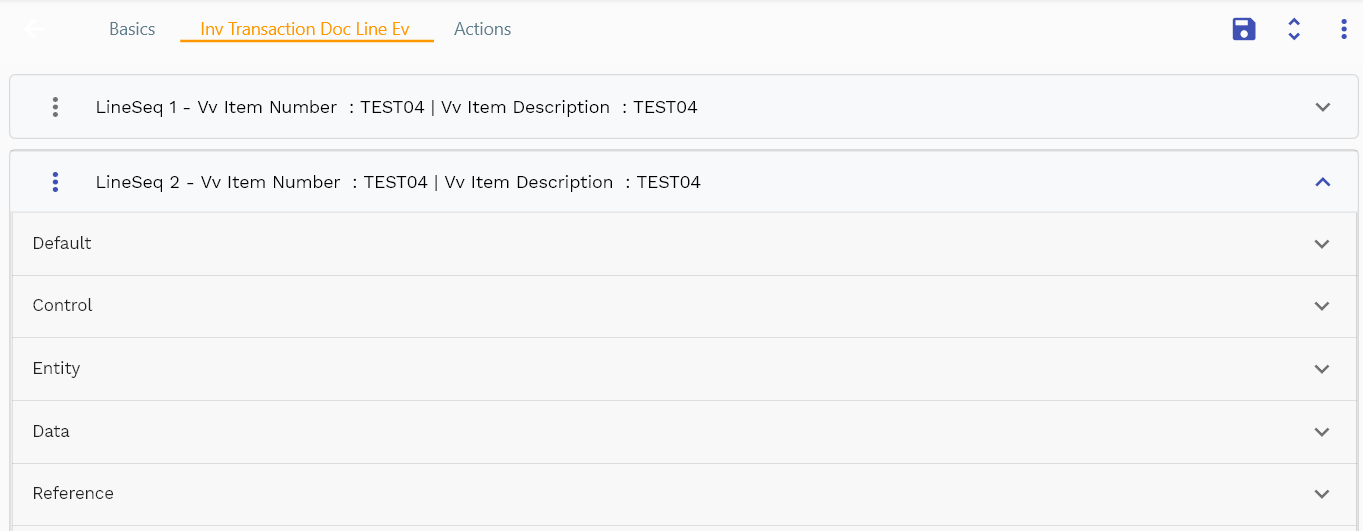 Basics Inv Transaction Doc Line Ev Actions
LineSeq 1 - Vv Item Number : TEST04 | Vv Item Description : TEST04
LineSeq 2 - Vv Item Number : TEST04 | Vv Item Description : TEST04
Default
Control
Entity
Data
Reference